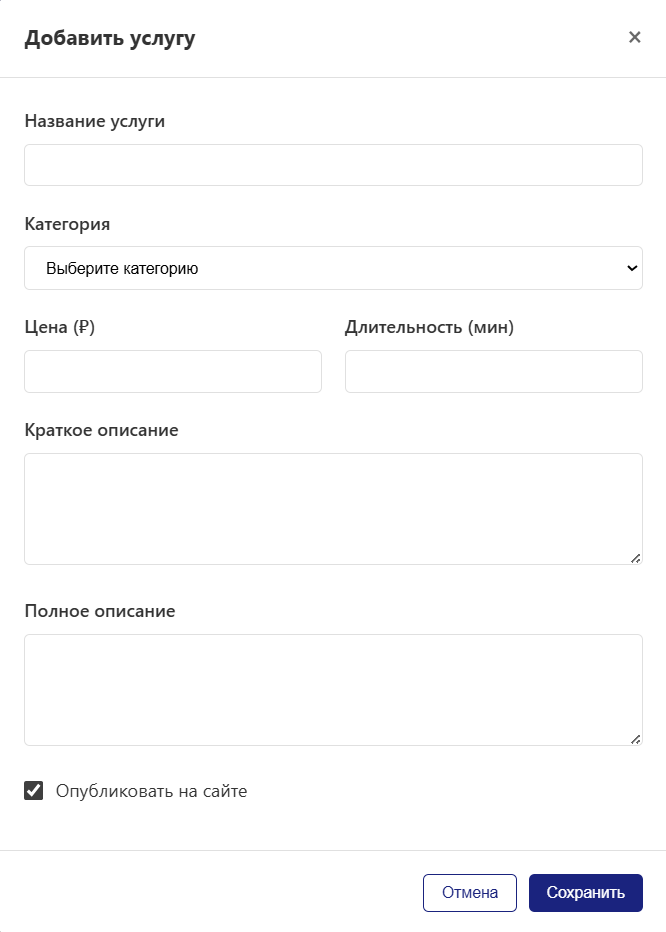 Добавить услугу
Название услуги
Категория
Выберите категорию
Цена (₽) Длительность (мин)
Краткое описание
Полное описание
Опубликовать на сайте
Отмена Сохранить